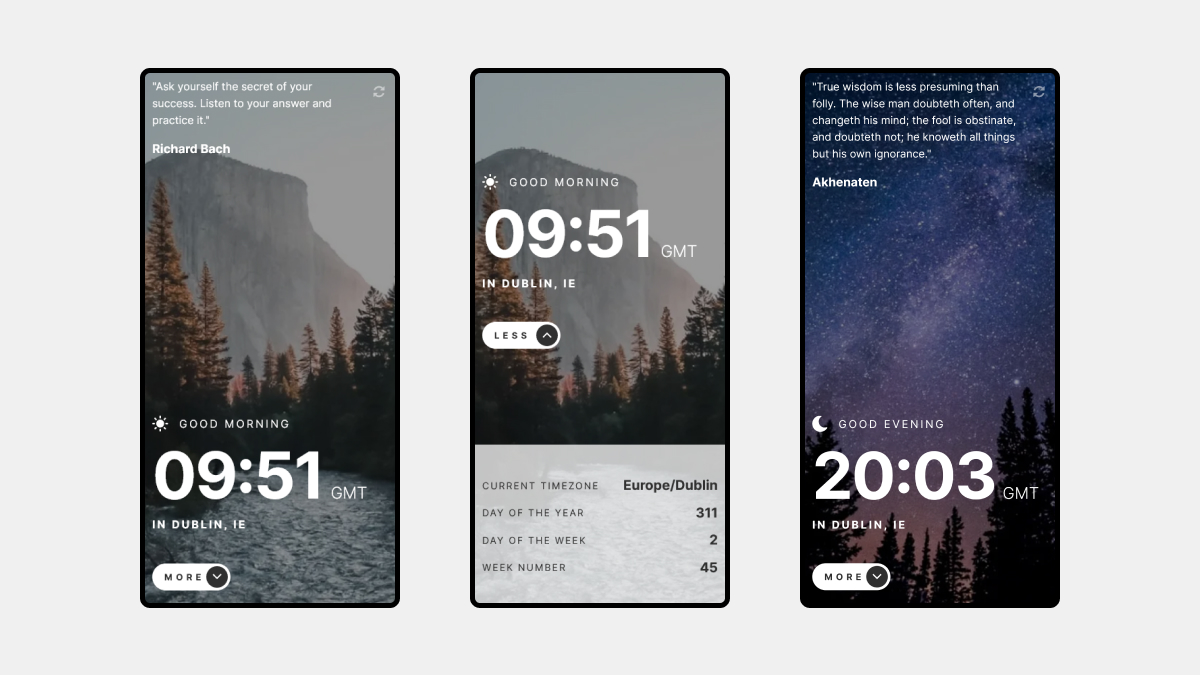 "Ask yourself the secret of your
success. Listen to your answer and
practice it."
Richard Bach
GOOD MORNING
09:51 GMT
IN DUBLIN, IE
MORE
GOOD MORNING
09:51 GMT
IN DUBLIN, IE
LESS
CURRENT TIMEZONE Europe/Dublin
DAY OF THE YEAR 311
DAY OF THE WEEK 2
WEEK NUMBER 45
"True wisdom is less presuming than
folly. The wise man doubteth often, and
changeth his mind; the fool is obstinate,
and doubteth not; he knoweth all things
but his own ignorance."
Akhenaten
GOOD EVENING
20:03 GMT
IN DUBLIN, IE
MORE